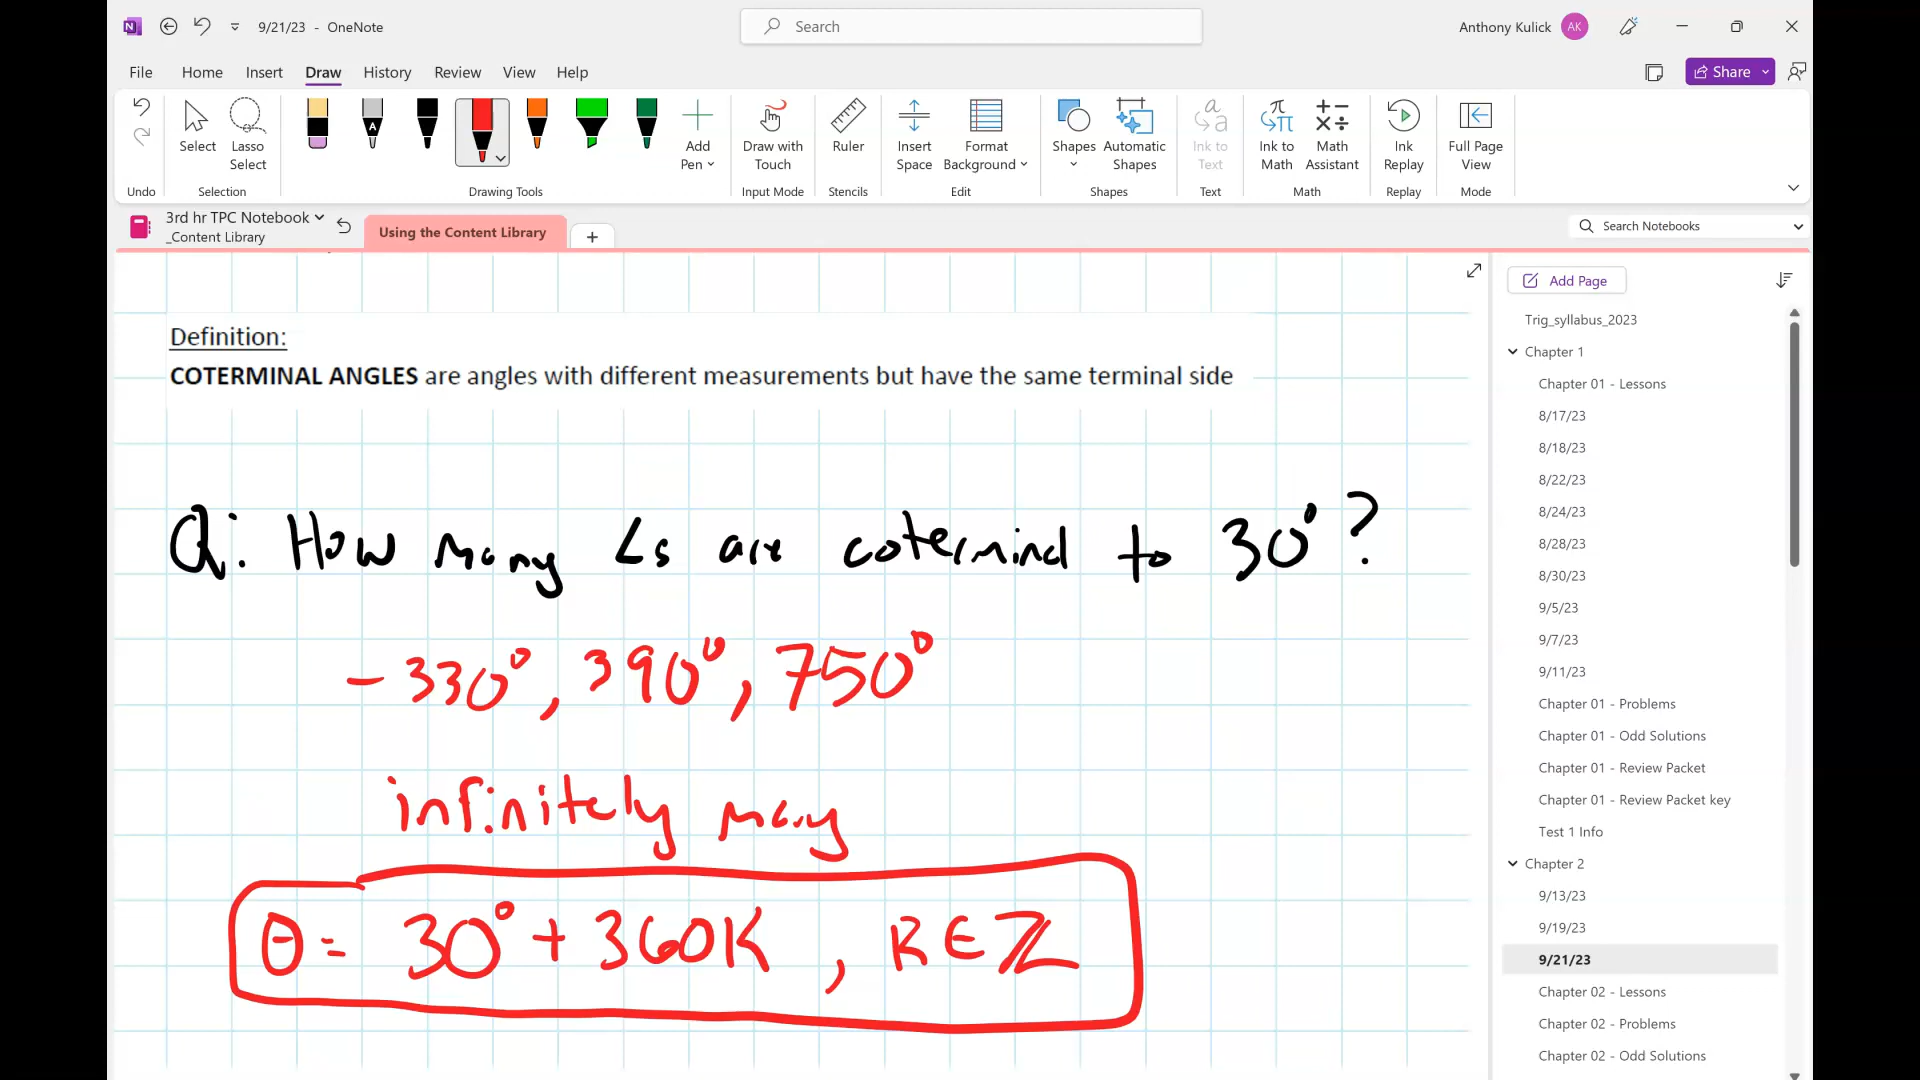 9/21/23 - OneNote
Search
Anthony Kulick AK
File Home Insert Draw History Review View Help
Share
Select
Lasso Select
A
Add Pen
Draw with Touch
Ruler
Insert Space
Format Background
Shapes
Automatic Shapes
Ink to Text
Ink to Math
Math Assistant
Ink Replay
Full Page View
Undo Selection Drawing Tools Input Mode Stencils Edit Shapes Text Math Replay Mode
3rd hr TPC Notebook
_Content Library
Using the Content Library
+
Search Notebooks
Definition:
COTERMINAL ANGLES are angles with different measurements but have the same terminal side
Q: How many ∠s are coterminal to 30°?
-330°, 390°, 750°
infinitely many
θ = 30° + 360K, K∈ℤ
Add Page
Trig_syllabus_2023
Chapter 1
Chapter 01 - Lessons
8/17/23
8/18/23
8/22/23
8/24/23
8/28/23
8/30/23
9/5/23
9/7/23
9/11/23
Chapter 01 - Problems
Chapter 01 - Odd Solutions
Chapter 01 - Review Packet
Chapter 01 - Review Packet key
Test 1 Info
Chapter 2
9/13/23
9/19/23
9/21/23
Chapter 02 - Lessons
Chapter 02 - Problems
Chapter 02 - Odd Solutions